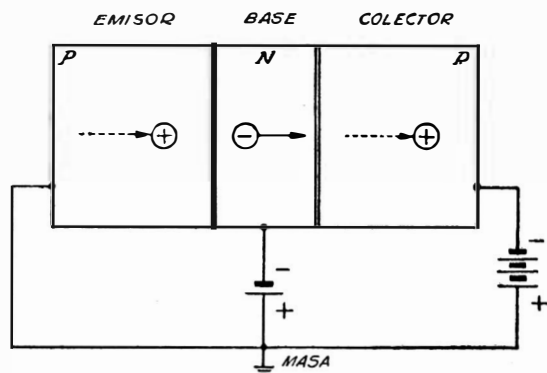 EMISOR BASE COLECTOR
P N P
+ - +
- -
+ +
MASA